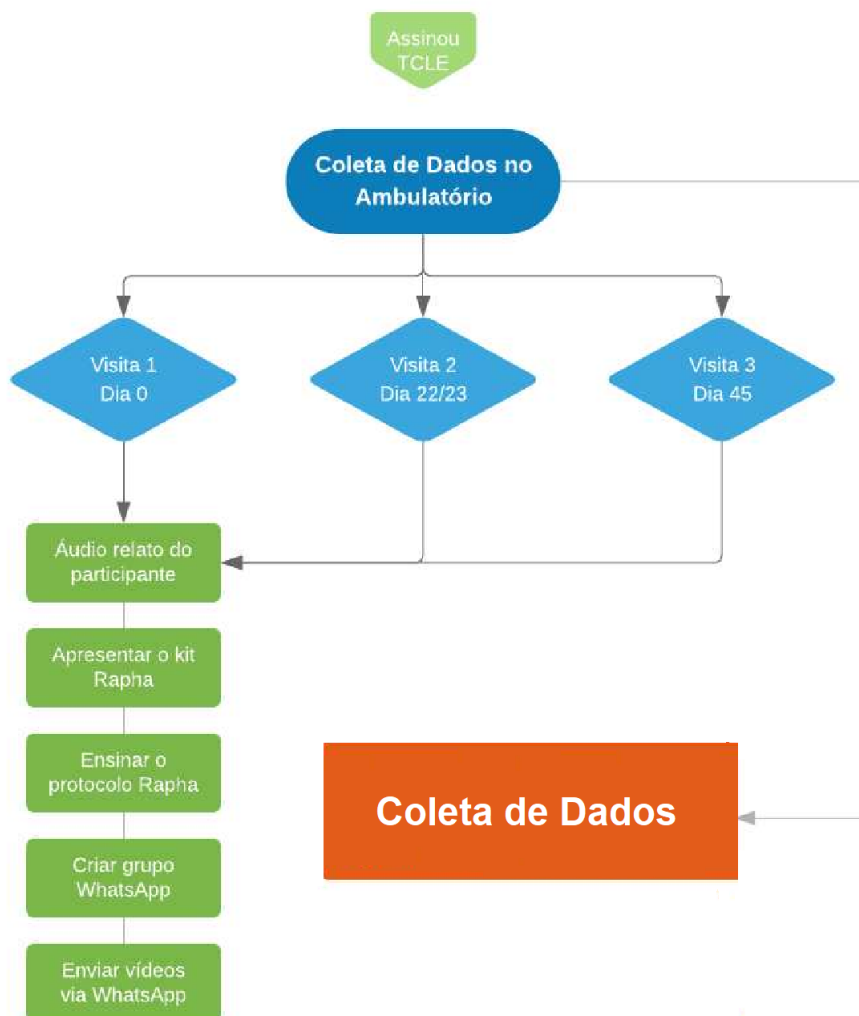 Assinou
TCLE
Coleta de Dados no
Ambulatório
Visita 1
Dia 0
Visita 2
Dia 22/23
Visita 3
Dia 45
Áudio relato do
participante
Apresentar o kit
Rapha
Ensinar o
protocolo Rapha
Coleta de Dados
Criar grupo
WhatsApp
Enviar vídeos
via WhatsApp